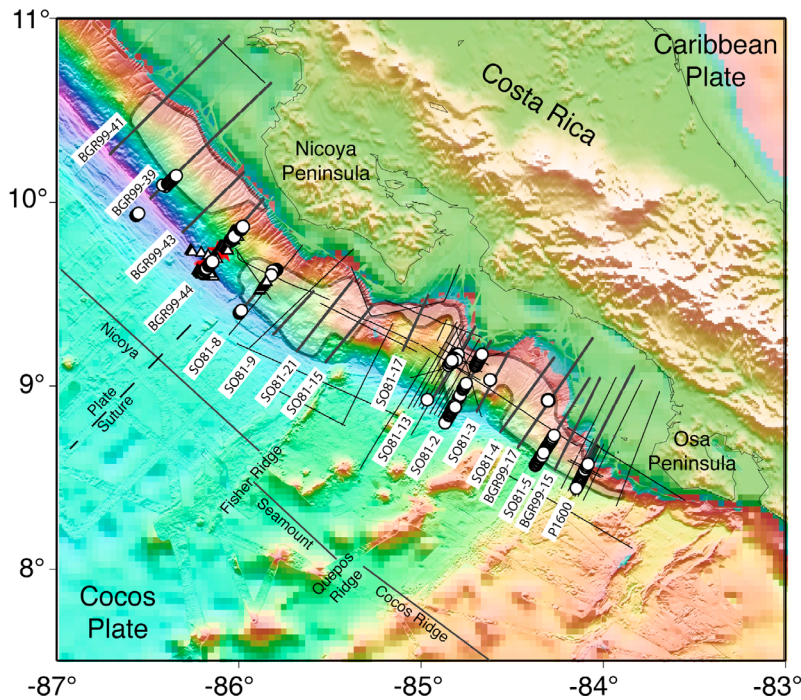 11°
10°
9°
8°
-87°
-86°
-85°
-84°
-83°
Caribbean
Plate
Costa Rica
Nicoya
Peninsula
BGR99-41
BGR99-39
BGR99-43
BGR99-44
SO81-8
SO81-9
SO81-21
SO81-15
SO81-17
SO81-13
SO81-2
SO81-3
SO81-4
BGR99-17
SO81-5
BGR99-15
P1600
Osa
Peninsula
Nicoya
Plate
Suture
Fisher Ridge
Seamount
Quepos
Ridge
Cocos Ridge
Cocos
Plate